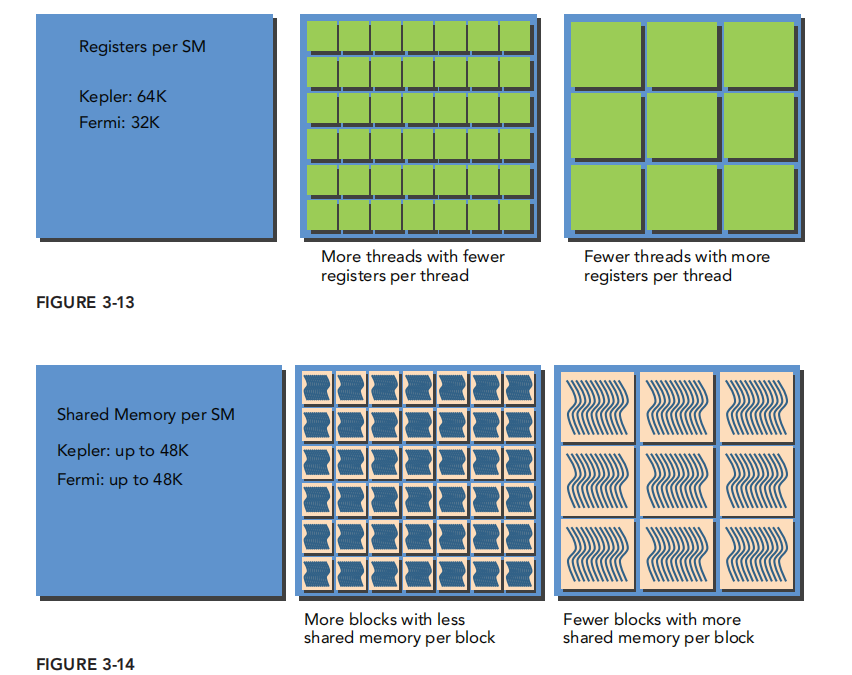 Registers per SM
Kepler: 64K
Fermi: 32K
More threads with fewer
registers per thread
Fewer threads with more
registers per thread
FIGURE 3-13
Shared Memory per SM
Kepler: up to 48K
Fermi: up to 48K
More blocks with less
shared memory per block
Fewer blocks with more
shared memory per block
FIGURE 3-14